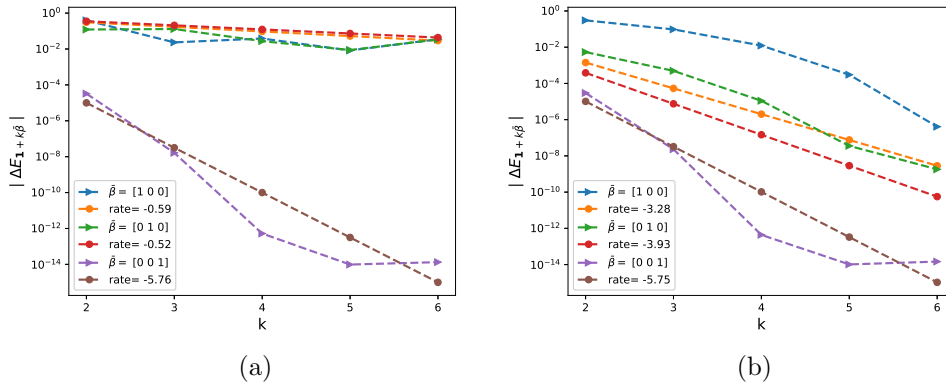 10^0
10^-2
10^-4
10^-6
10^-8
10^-10
10^-12
10^-14
| ΔE_{1 + kβ̄} |
β̄ = [1 0 0]
rate= -0.59
β̄ = [0 1 0]
rate= -0.52
β̄ = [0 0 1]
rate= -5.76
2 3 4 5 6
k
(a)
10^0
10^-2
10^-4
10^-6
10^-8
10^-10
10^-12
10^-14
| ΔE_{1 + kβ̄} |
β̄ = [1 0 0]
rate= -3.28
β̄ = [0 1 0]
rate= -3.93
β̄ = [0 0 1]
rate= -5.75
2 3 4 5 6
k
(b)